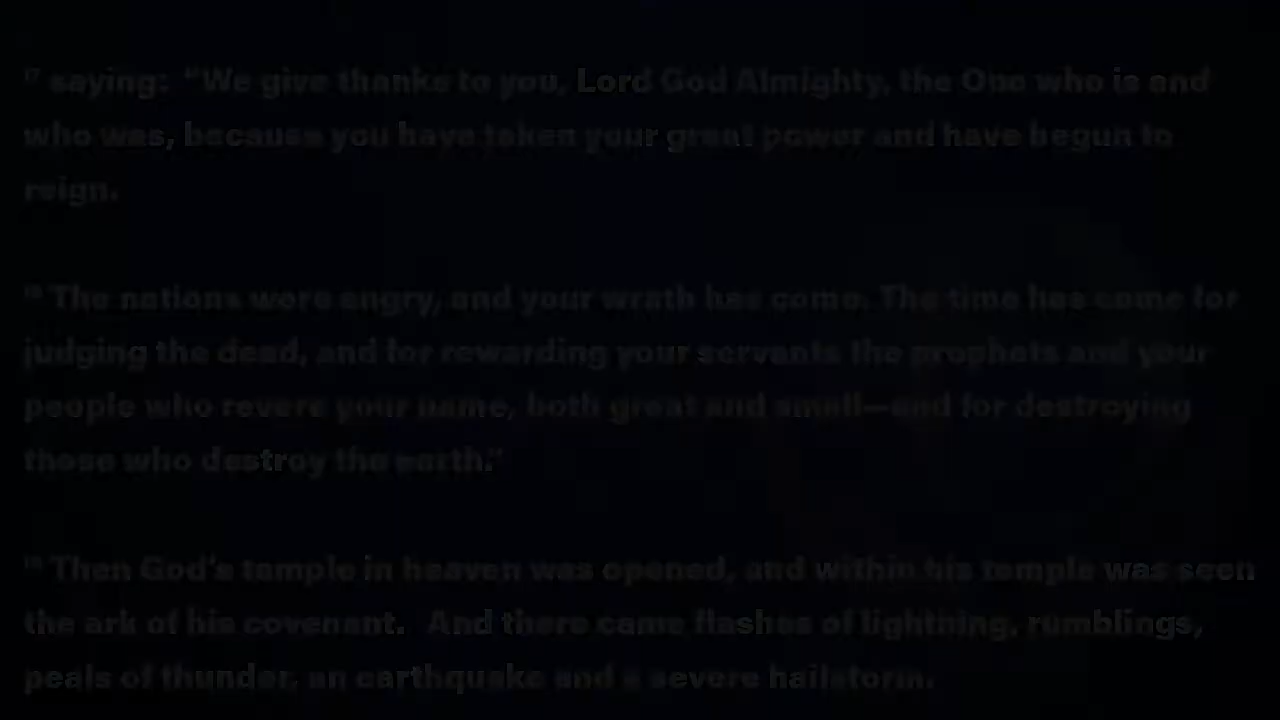 17 saying: “We give thanks to you, Lord God Almighty, the One who is and
who was, because you have taken your great power and have begun to
reign.
18 The nations were angry, and your wrath has come. The time has come for
judging the dead, and for rewarding your servants the prophets and your
people who revere your name, both great and small—and for destroying
those who destroy the earth.”
19 Then God’s temple in heaven was opened, and within his temple was seen
the ark of his covenant. And there came flashes of lightning, rumblings,
peals of thunder, an earthquake and a severe hailstorm.